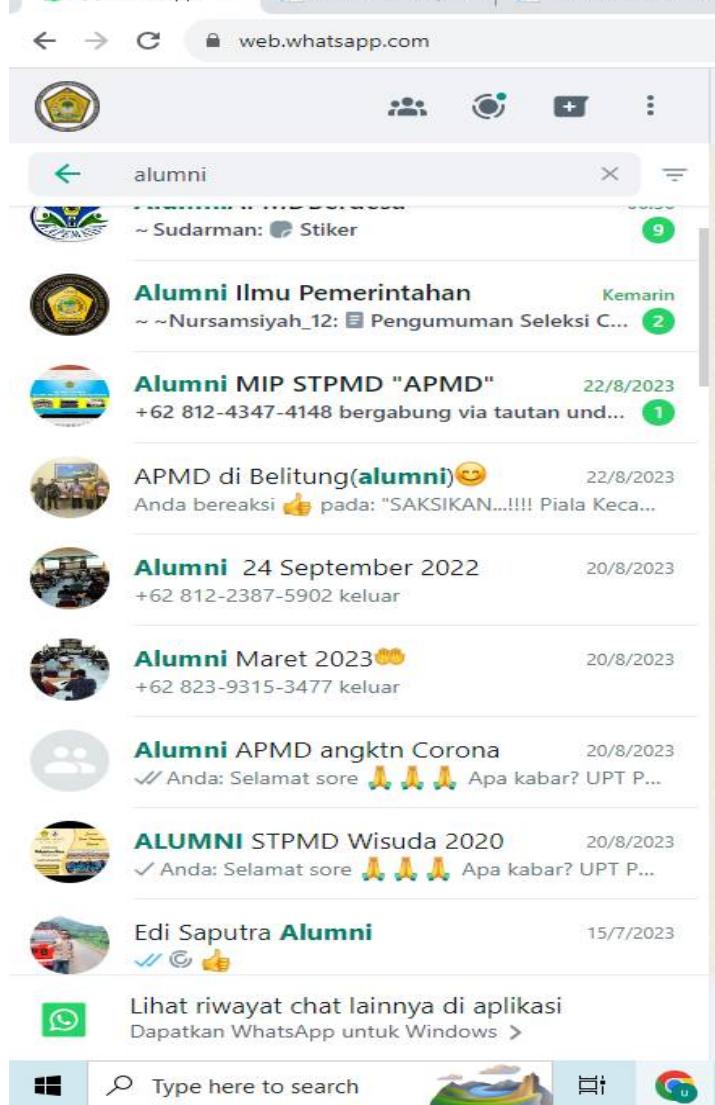 web.whatsapp.com
alumni
~ Sudarman: Stiker
9
Alumni Ilmu Pemerintahan
Kemarin
~ ~Nursamsiyah_12: Pengumuman Seleksi C...
2
Alumni MIP STPMD "APMD"
22/8/2023
+62 812-4347-4148 bergabung via tautan und...
1
APMD di Belitung(alumni)😊
22/8/2023
Anda bereaksi 👍 pada: "SAKSIKAN...!!!! Piala Keca...
Alumni 24 September 2022
20/8/2023
+62 812-2387-5902 keluar
Alumni Maret 2023🤲
20/8/2023
+62 823-9315-3477 keluar
Alumni APMD angktn Corona
20/8/2023
Anda: Selamat sore 🙏 🙏 🙏 Apa kabar? UPT P...
ALUMNI STPMD Wisuda 2020
20/8/2023
Anda: Selamat sore 🙏 🙏 🙏 Apa kabar? UPT P...
Edi Saputra Alumni
15/7/2023
👍
Lihat riwayat chat lainnya di aplikasi
Dapatkan WhatsApp untuk Windows >
Type here to search